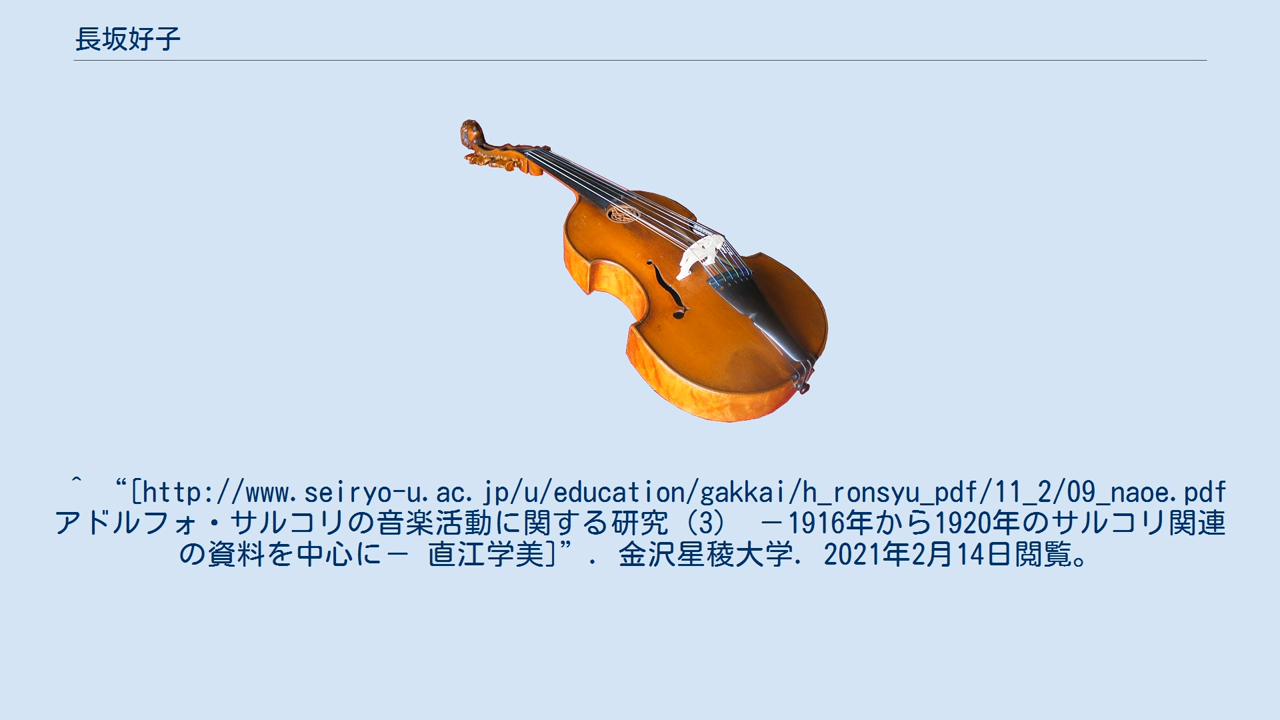 長坂好子
^ “[http://www.seiryo-u.ac.jp/u/education/gakkai/h_ronsyu_pdf/11_2/09_naoe.pdf
アドルフォ・サルコリの音楽活動に関する研究（3） －1916年から1920年のサルコリ関連
の資料を中心に－ 直江学美]”. 金沢星稜大学. 2021年2月14日閲覧。